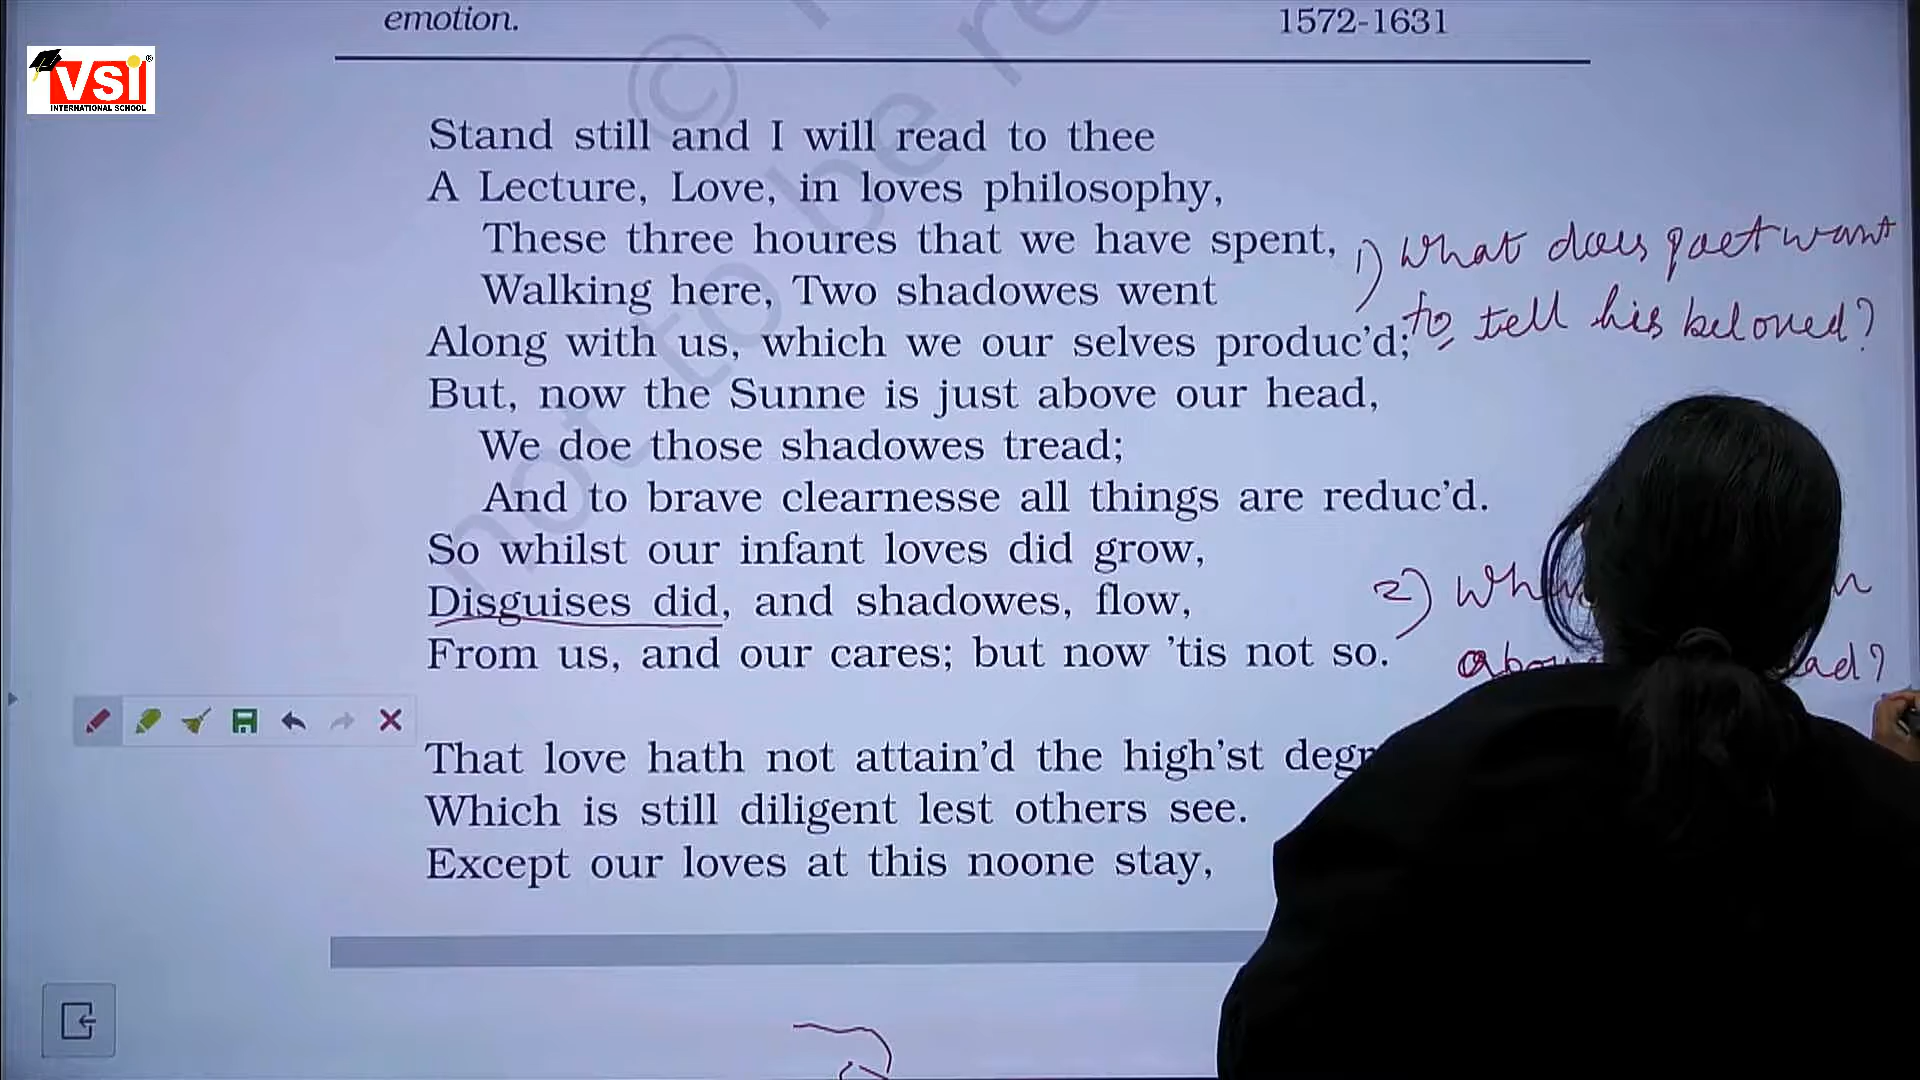 emotion.
1572-1631
VSI
INTERNATIONAL SCHOOL
© 
not to be re
Stand still and I will read to thee
A Lecture, Love, in loves philosophy,
These three houres that we have spent,
Walking here, Two shadowes went
Along with us, which we our selves produc'd;
But, now the Sunne is just above our head,
We doe those shadowes tread;
And to brave clearnesse all things are reduc'd.
So whilst our infant loves did grow,
Disguises did, and shadowes, flow,
From us, and our cares; but now 'tis not so.
That love hath not attain'd the high'st degr
Which is still diligent lest others see.
Except our loves at this noone stay,
1) What does poet want
to tell his beloved?
2)